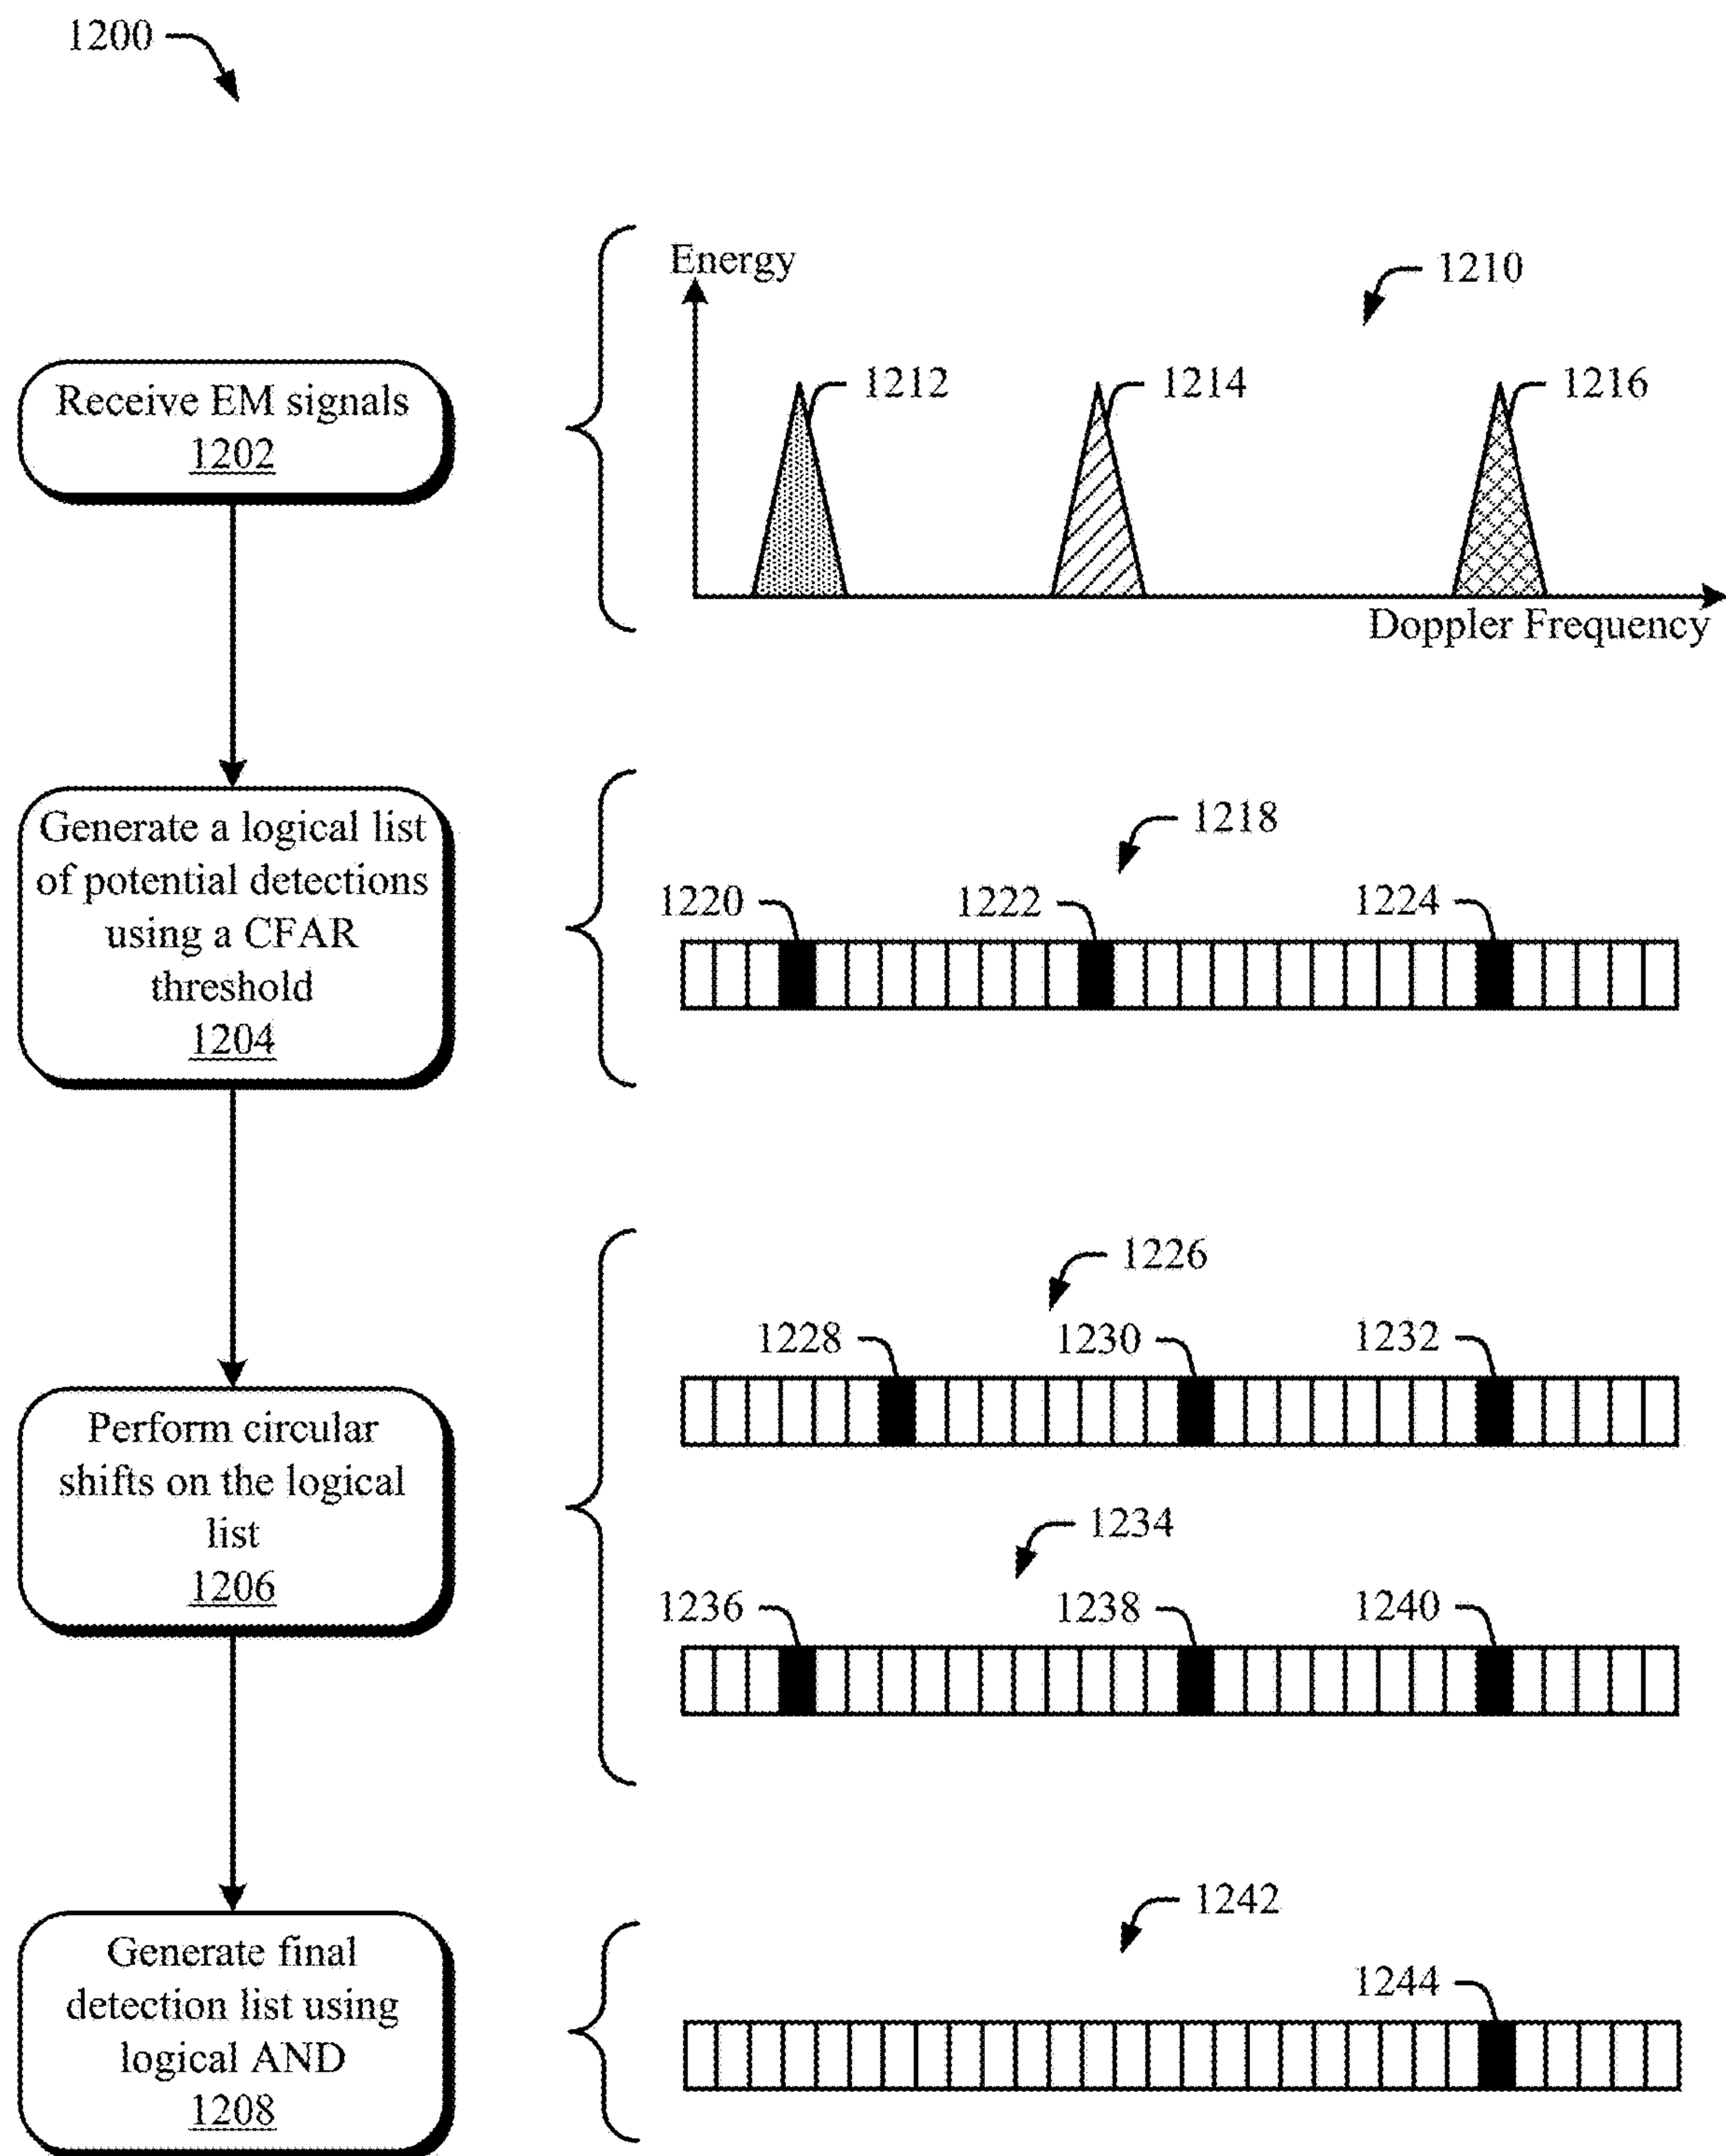 1200
Energy
1210
1212
1214
1216
Receive EM signals
1202
Doppler Frequency
1218
Generate a logical list
of potential detections
using a CFAR
threshold
1204
1220
1222
1224
1226
1228
1230
1232
Perform circular
shifts on the logical
list
1206
1234
1236
1238
1240
1242
Generate final
detection list using
logical AND
1208
1244